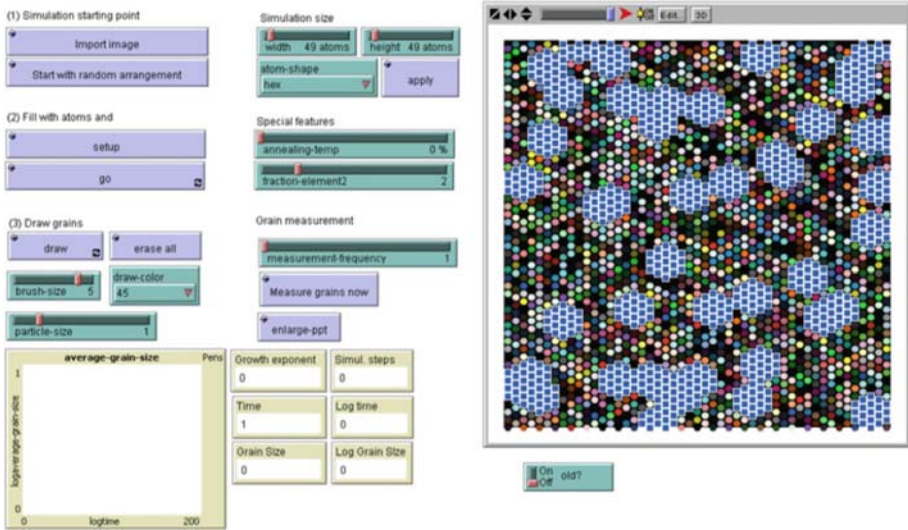 (1) Simulation starting point
Import image
Start with random arrangement
Simulation size
width 49 atoms
height 49 atoms
atom-shape
hex
apply
(2) Fill with atoms and
setup
go
Special features
annealing-temp 0 %
fraction-element2 2
(3) Draw grains
draw
erase all
brush-size 5
draw-color
45
particle-size 1
Grain measurement
measurement-frequency 1
Measure grains now
enlarge-ppt
average-grain-size
Pens
1
logaverage-grain-size
0
0 logtime 200
Growth exponent
0
Simul. steps
0
Time
1
Log time
0
Grain Size
0
Log Grain Size
0
Edit...
3D
On
Off
old?